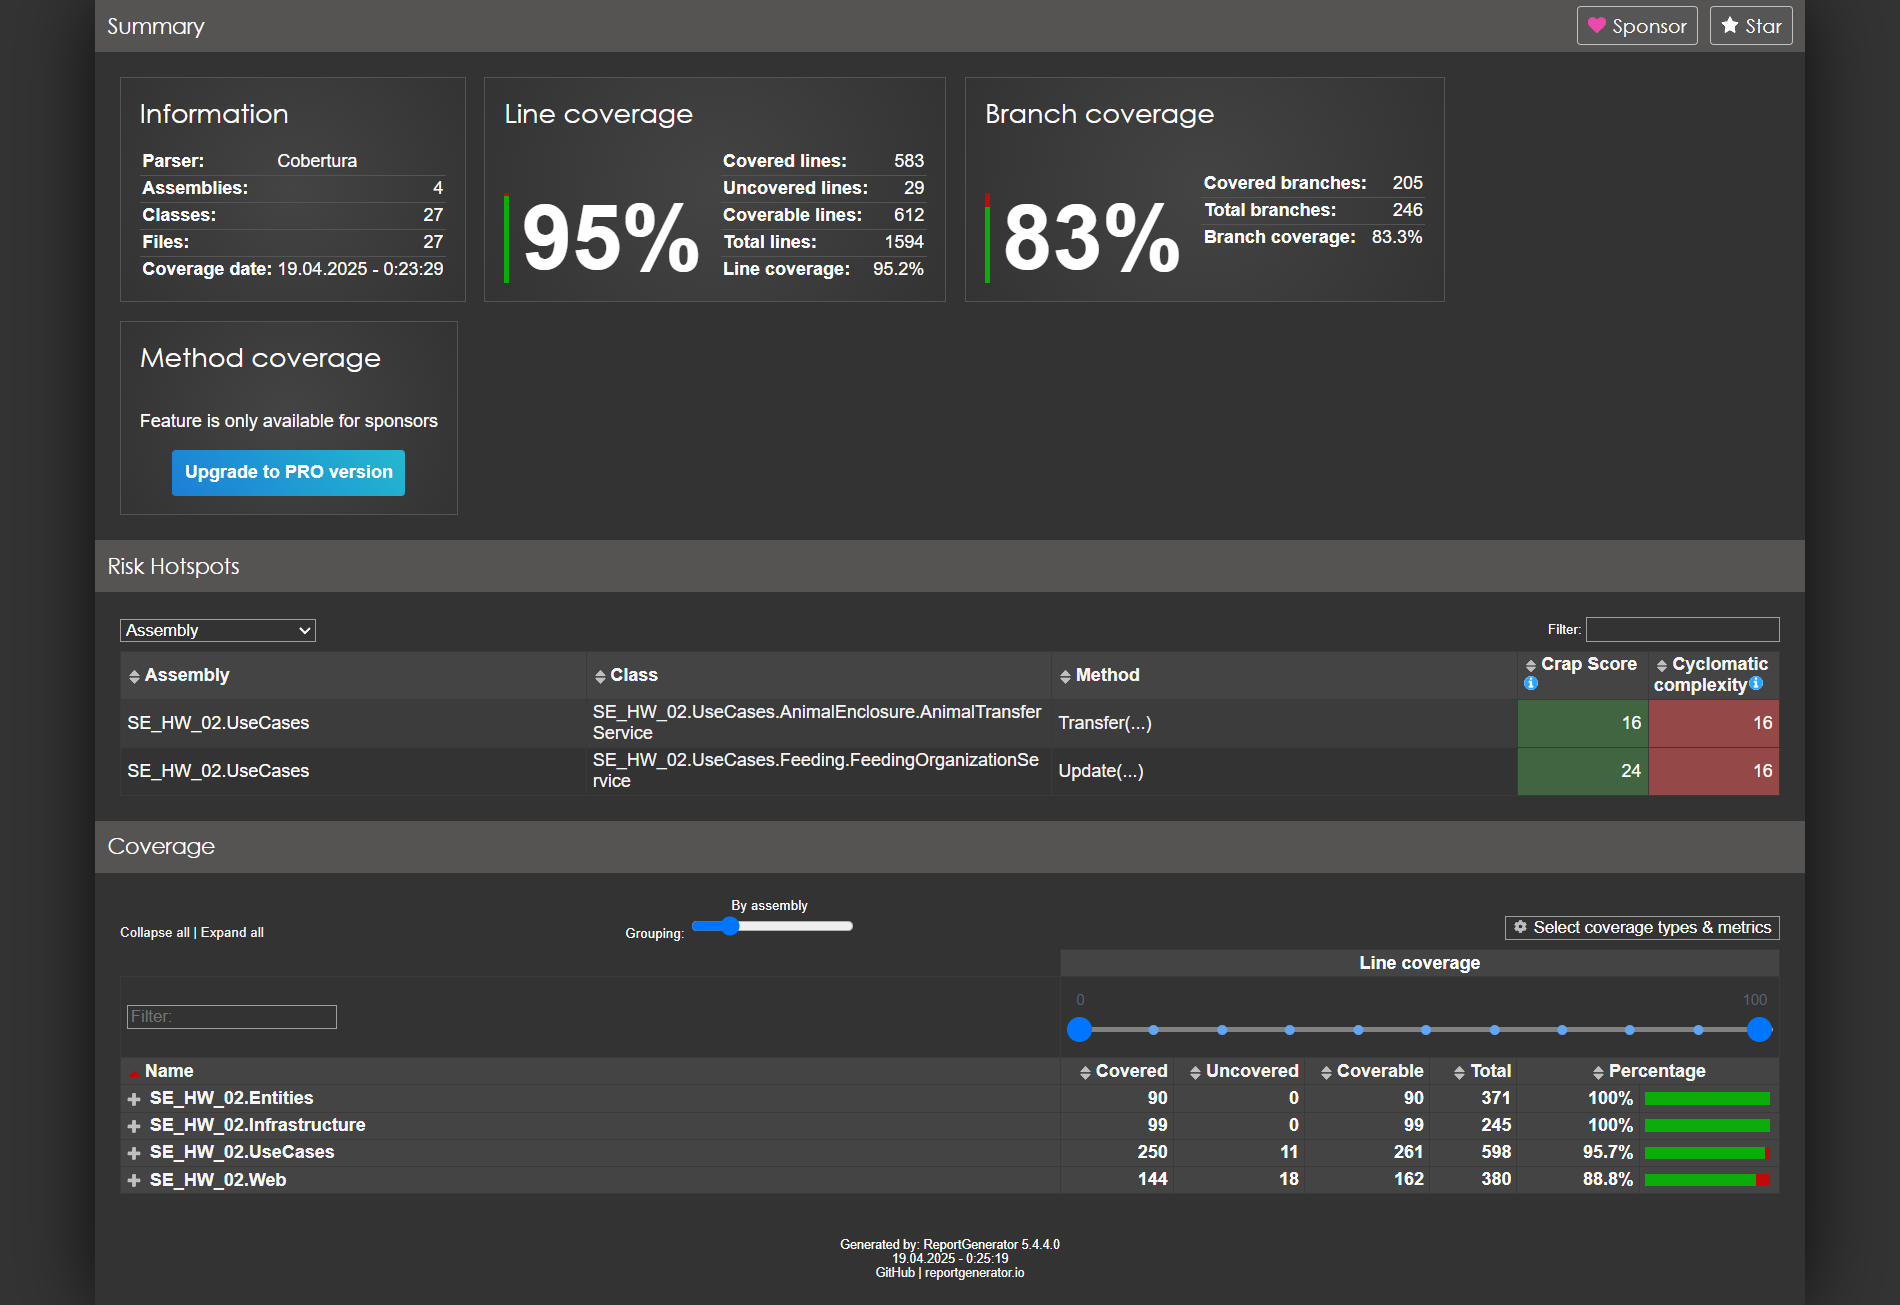 Summary
Sponsor
Star
Information
Parser: Cobertura
Assemblies: 4
Classes: 27
Files: 27
Coverage date: 19.04.2025 - 0:23:29
Line coverage
95%
Covered lines: 583
Uncovered lines: 29
Coverable lines: 612
Total lines: 1594
Line coverage: 95.2%
Branch coverage
83%
Covered branches: 205
Total branches: 246
Branch coverage: 83.3%
Method coverage
Feature is only available for sponsors
Upgrade to PRO version
Risk Hotspots
Assembly
Filter:
Assembly Class Method Crap Score Cyclomatic
complexity
SE_HW_02.UseCases SE_HW_02.UseCases.AnimalEnclosure.AnimalTransfer
Service Transfer(...) 16 16
SE_HW_02.UseCases SE_HW_02.UseCases.Feeding.FeedingOrganizationSe
rvice Update(...) 24 16
Coverage
Collapse all | Expand all
By assembly
Grouping:
Select coverage types & metrics
Line coverage
Filter:
0 100
Name Covered Uncovered Coverable Total Percentage
SE_HW_02.Entities 90 0 90 371 100%
SE_HW_02.Infrastructure 99 0 99 245 100%
SE_HW_02.UseCases 250 11 261 598 95.7%
SE_HW_02.Web 144 18 162 380 88.8%
Generated by: ReportGenerator 5.4.4.0
19.04.2025 - 0:25:19
GitHub | reportgenerator.io